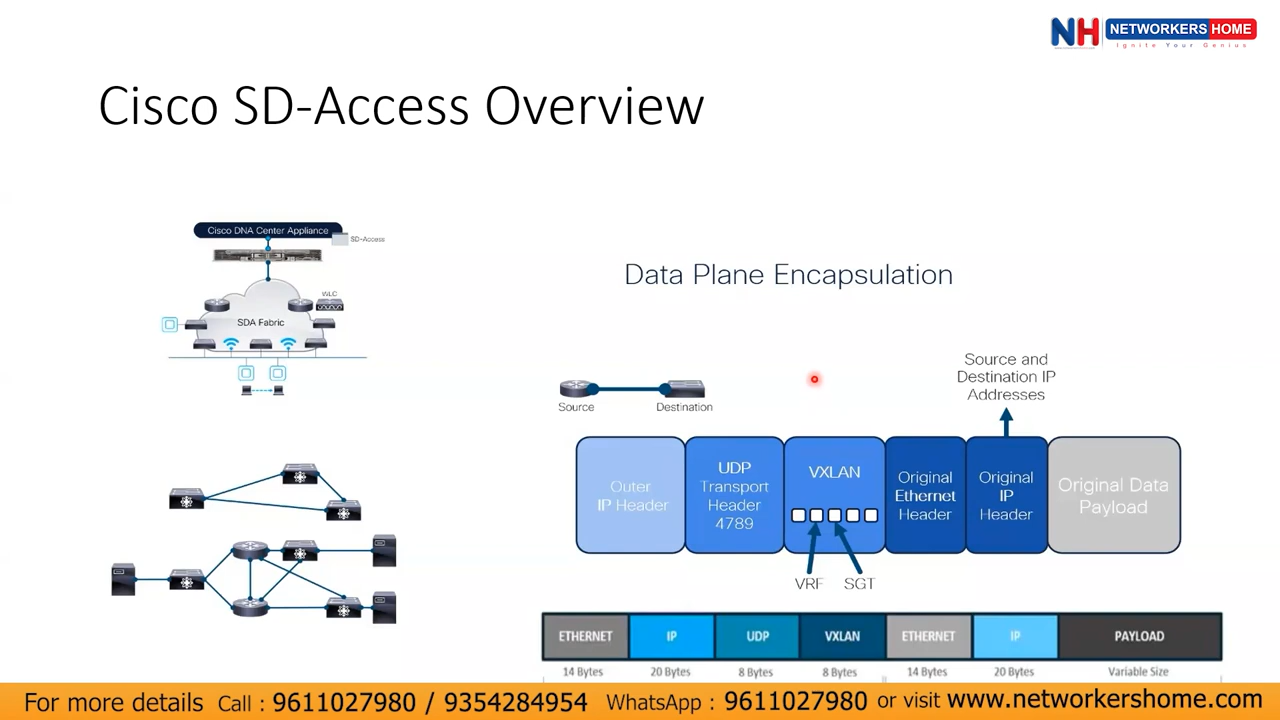 NH NETWORKERS HOME
Ignite Your Genius
Cisco SD-Access Overview
Cisco DNA Center Appliance
SD-Access
WLC
SDA Fabric
Data Plane Encapsulation
Source and
Destination IP
Addresses
Source
Destination
Outer
IP Header
UDP
Transport
Header
4789
VXLAN
Original
Ethernet
Header
Original
IP
Header
Original Data
Payload
VRF
SGT
ETHERNET
IP
UDP
VXLAN
ETHERNET
IP
PAYLOAD
14 Bytes
20 Bytes
8 Bytes
8 Bytes
14 Bytes
20 Bytes
Variable Size
For more details Call : 9611027980 / 9354284954 WhatsApp : 9611027980 or visit www.networkershome.com